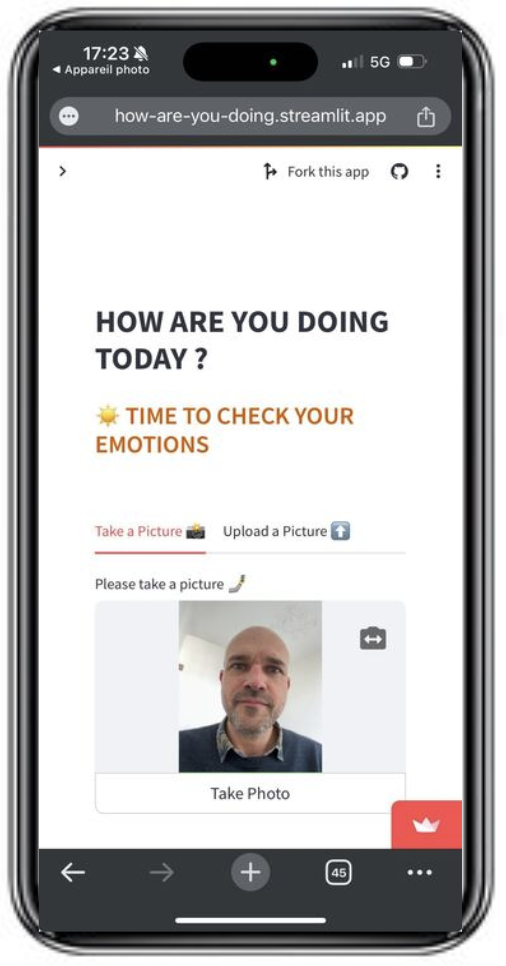 17:23
◄ Appareil photo
5G
how-are-you-doing.streamlit.app
Fork this app
HOW ARE YOU DOING
TODAY ?
TIME TO CHECK YOUR
EMOTIONS
Take a Picture
Upload a Picture
Please take a picture
Take Photo
45